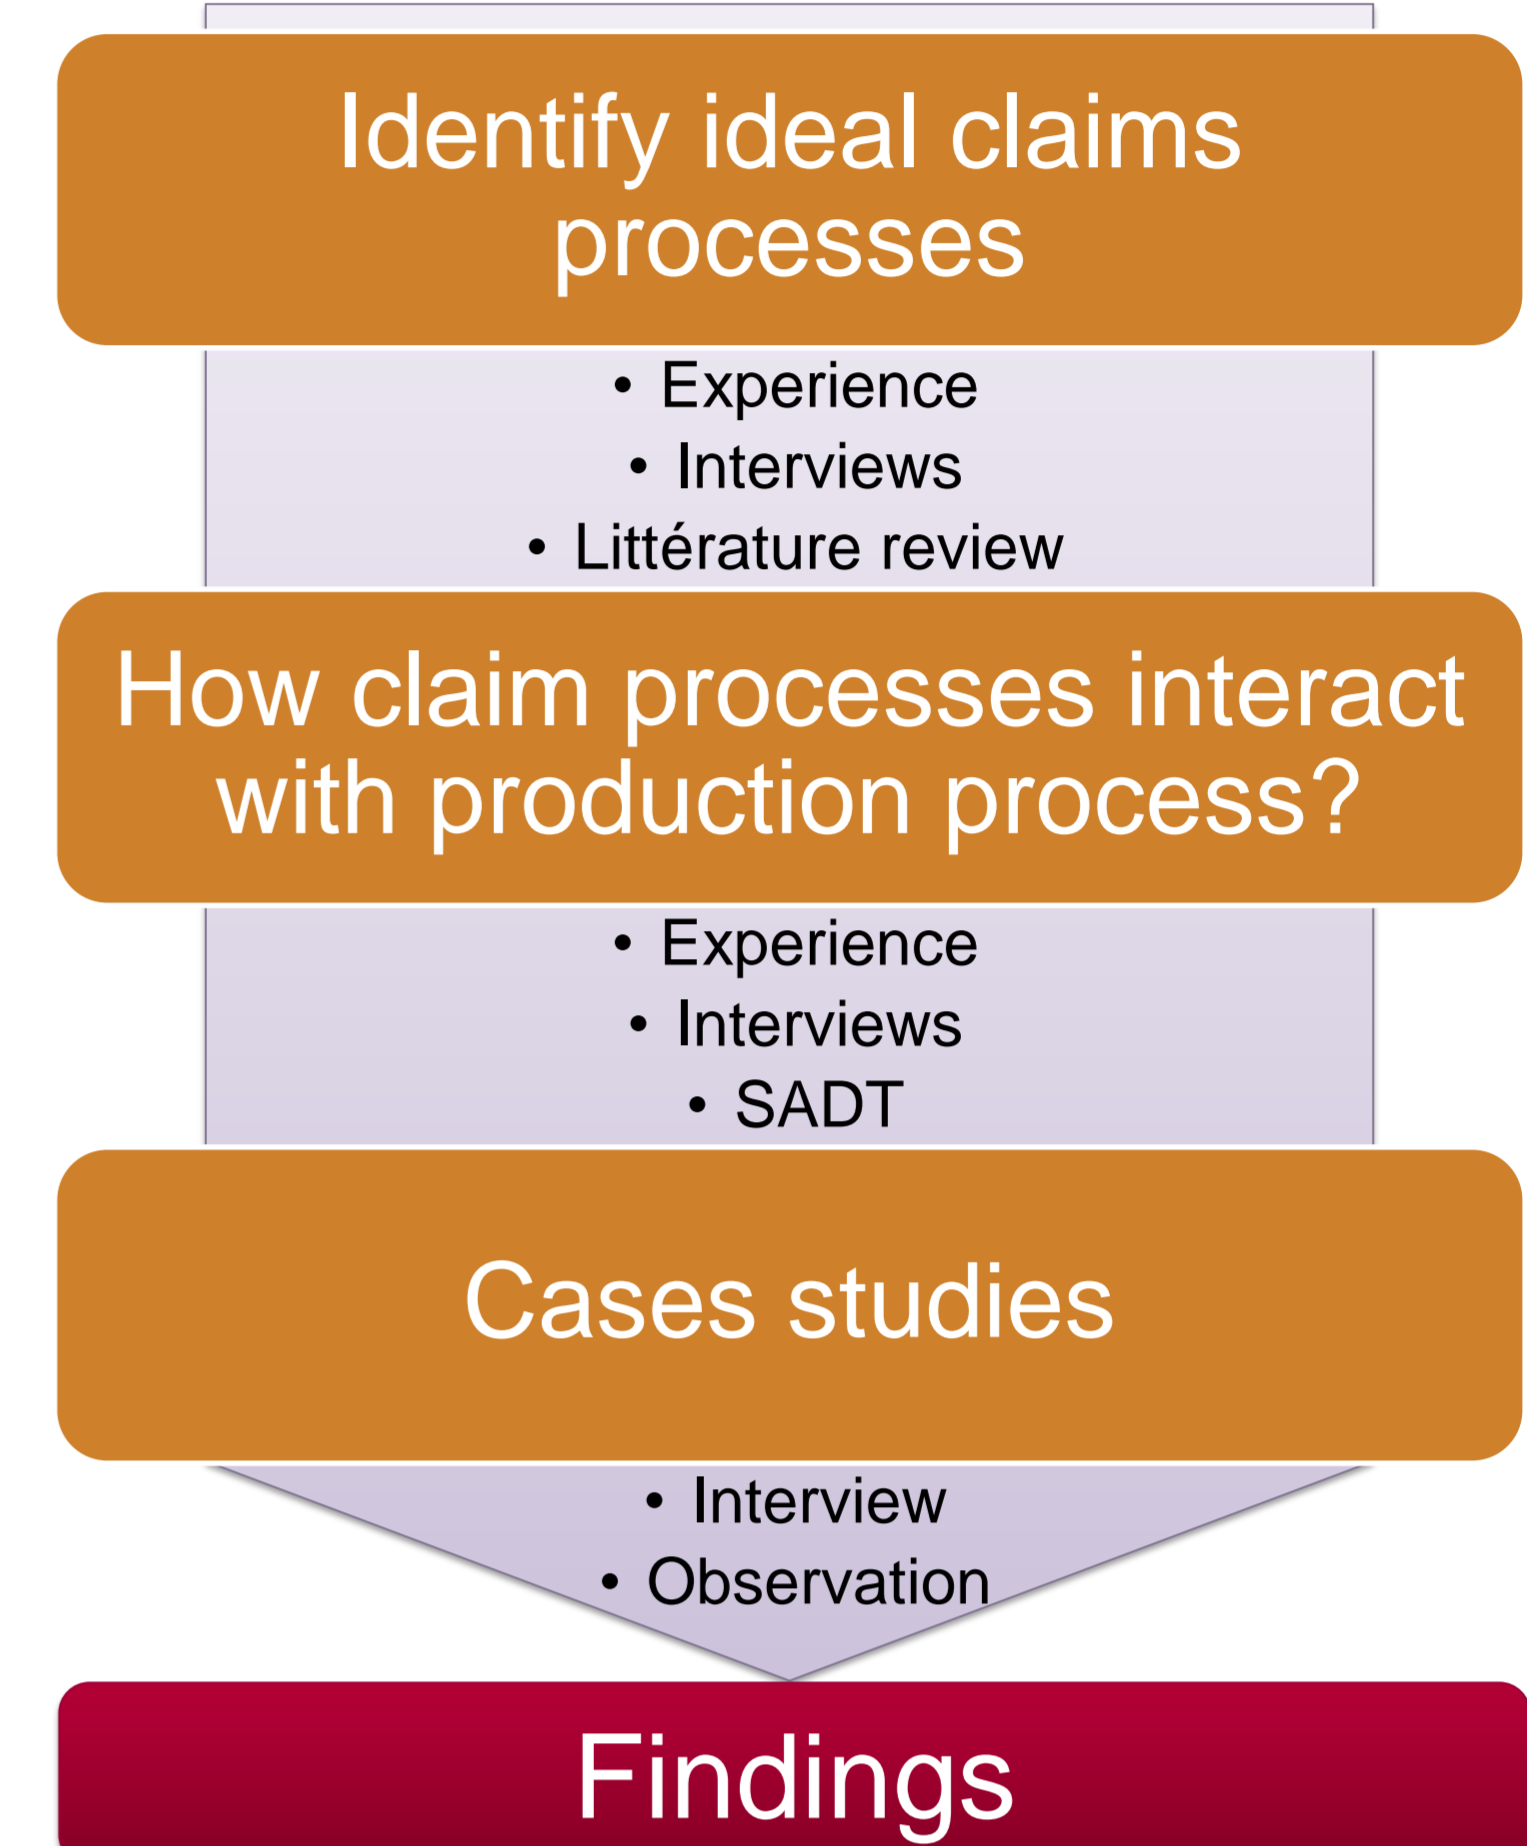 Identify ideal claims
processes
• Experience
• Interviews
• Littérature review
How claim processes interact
with production process?
• Experience
• Interviews
• SADT
Cases studies
• Interview
• Observation
Findings